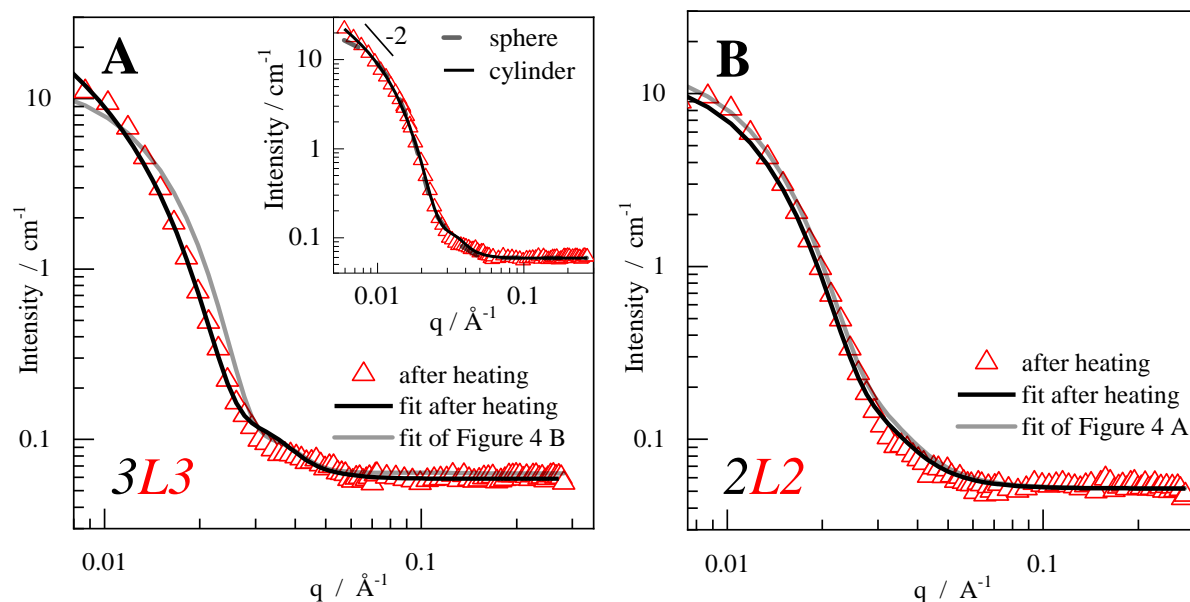 A
Intensity / cm-1
10
1
0.1
0.01
0.1
q / Å-1
3L3
after heating
fit after heating
fit of Figure 4 B
Intensity / cm-1
10
1
0.1
0.01
0.1
q / Å-1
-2
sphere
cylinder
B
Intensity / cm-1
10
1
0.1
0.01
0.1
q / A-1
2L2
after heating
fit after heating
fit of Figure 4 A